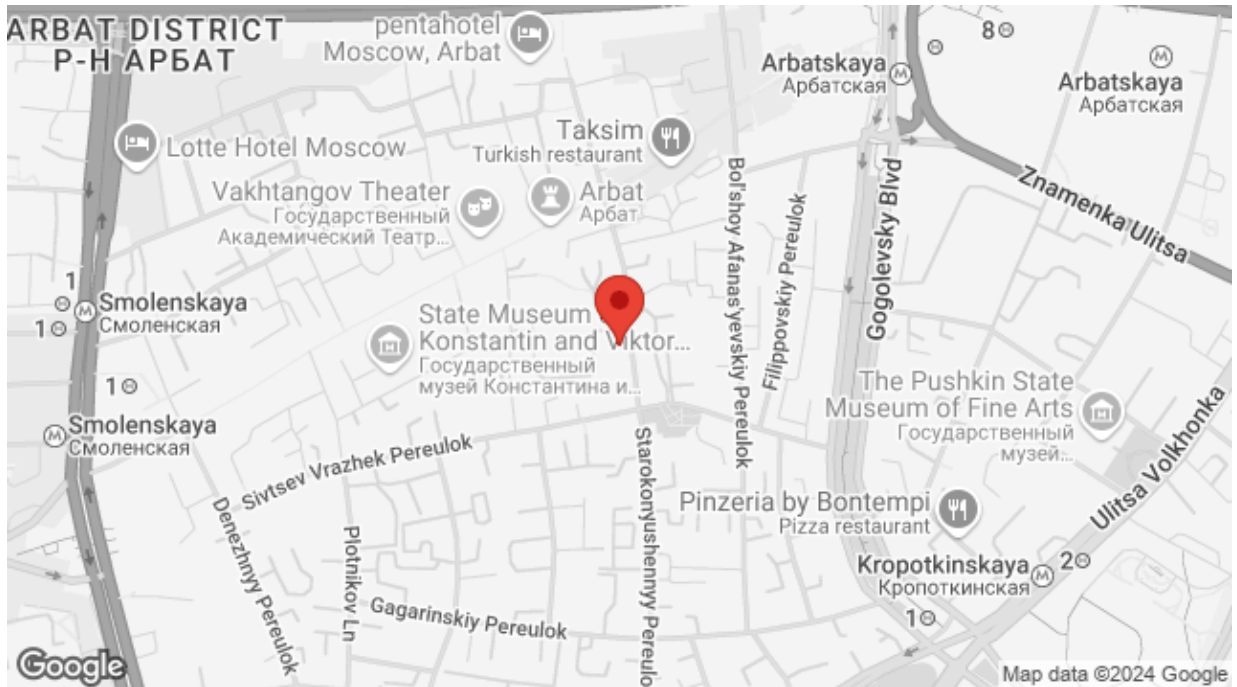 ARBAT DISTRICT
Р-Н АРБАТ
pentahotel
Moscow, Arbat
8
Arbatskaya
Арбатская
Arbatskaya
Арбатская
Lotte Hotel Moscow
Taksim
Turkish restaurant
Vakhtangov Theater
Государственный
Академический Театр...
Arbat
Арбат
Bol'shoy Afanas'yevskiy Pereulok
Filippovskiy Pereulok
Gogolevsky Blvd
Znamenka Ulitsa
1
Smolenskaya
Смоленская
1
State Museum
Konstantin and Viktor...
Государственный
музей Константина и...
1
Smolenskaya
Смоленская
The Pushkin State
Museum of Fine Arts
Государственный
музей...
Sivtsev Vrazhek Pereulok
Starokonyushennyy Pereulo
Denezhnyy Pereulok
Plotnikov Ln
Gagarinskiy Pereulok
Pinzeria by Bontempi
Pizza restaurant
Ulitsa Volkhonka
Kropotkinskaya
Кропоткинская
2
1
Google
Map data ©2024 Google